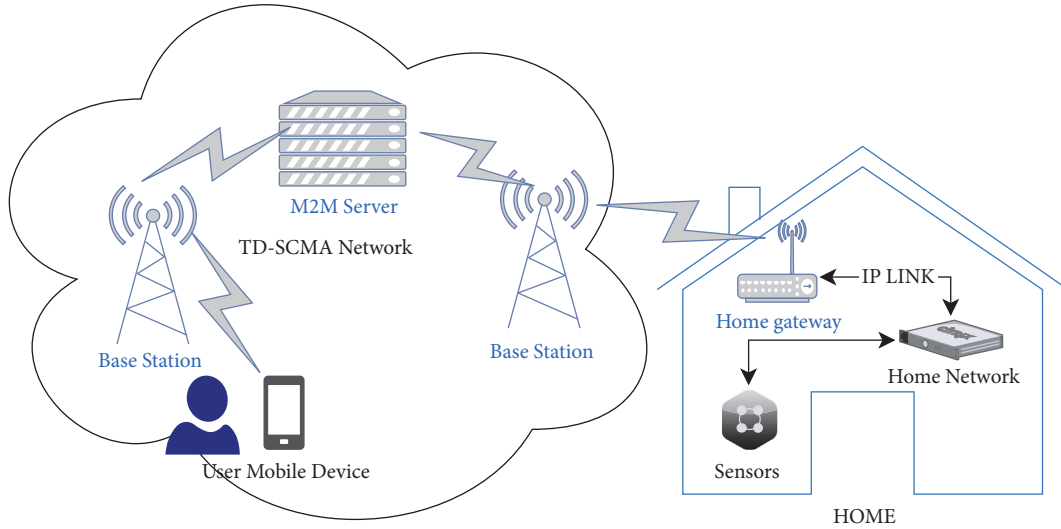 M2M Server
TD-SCMA Network
Base Station
Base Station
User Mobile Device
Home gateway
IP LINK
Home Network
Sensors
HOME